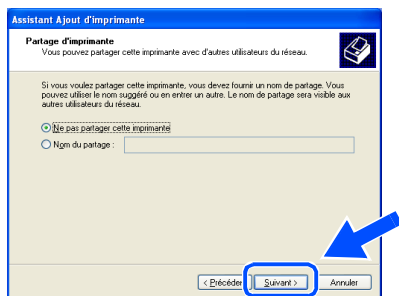 Assistant Ajout d'imprimante
Partage d'imprimante
Vous pouvez partager cette imprimante avec d'autres utilisateurs du réseau.
Si vous voulez partager cette imprimante, vous devez fournir un nom de partage. Vous
pouvez utiliser le nom suggéré ou en entrer un autre. Le nom de partage sera visible aux
autres utilisateurs du réseau.
Ne pas partager cette imprimante
Nom du partage :
< Précéden Suivant > Annuler